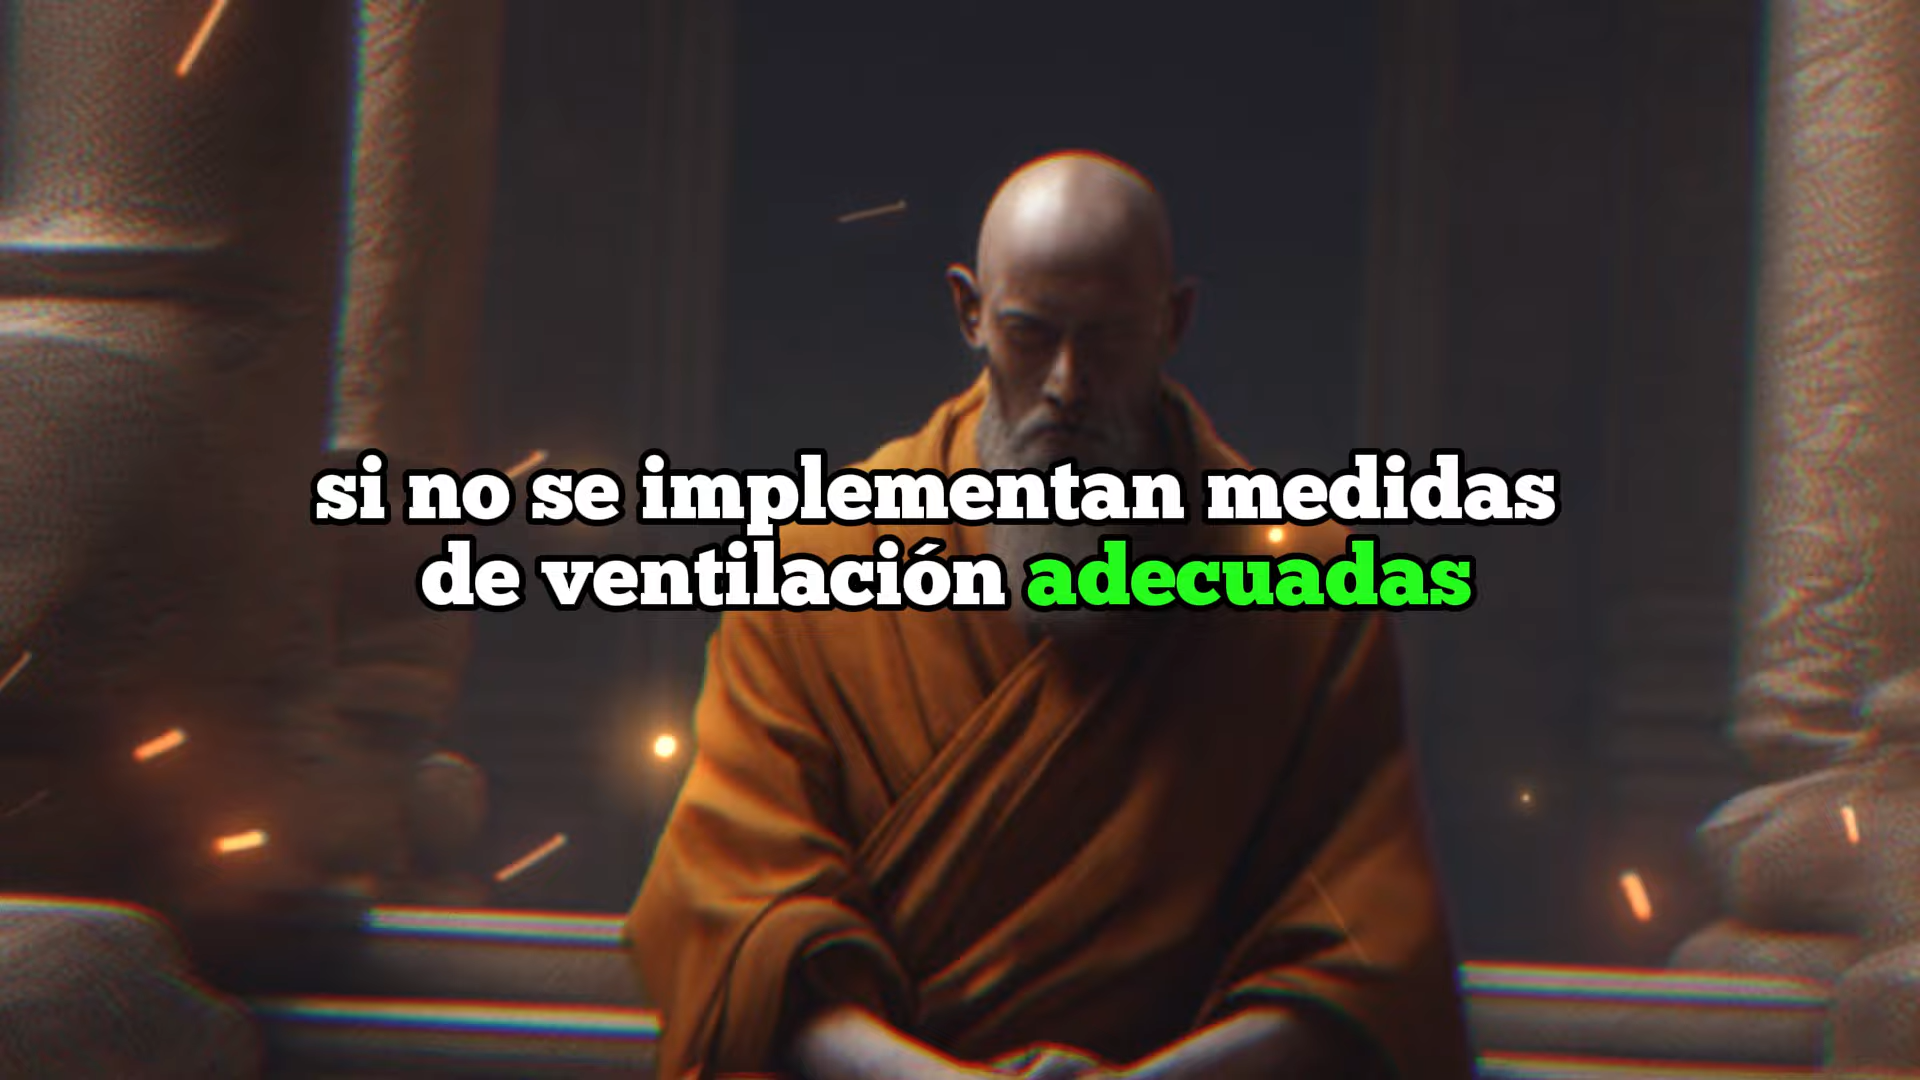 si no se implementan medidas
de ventilación adecuadas